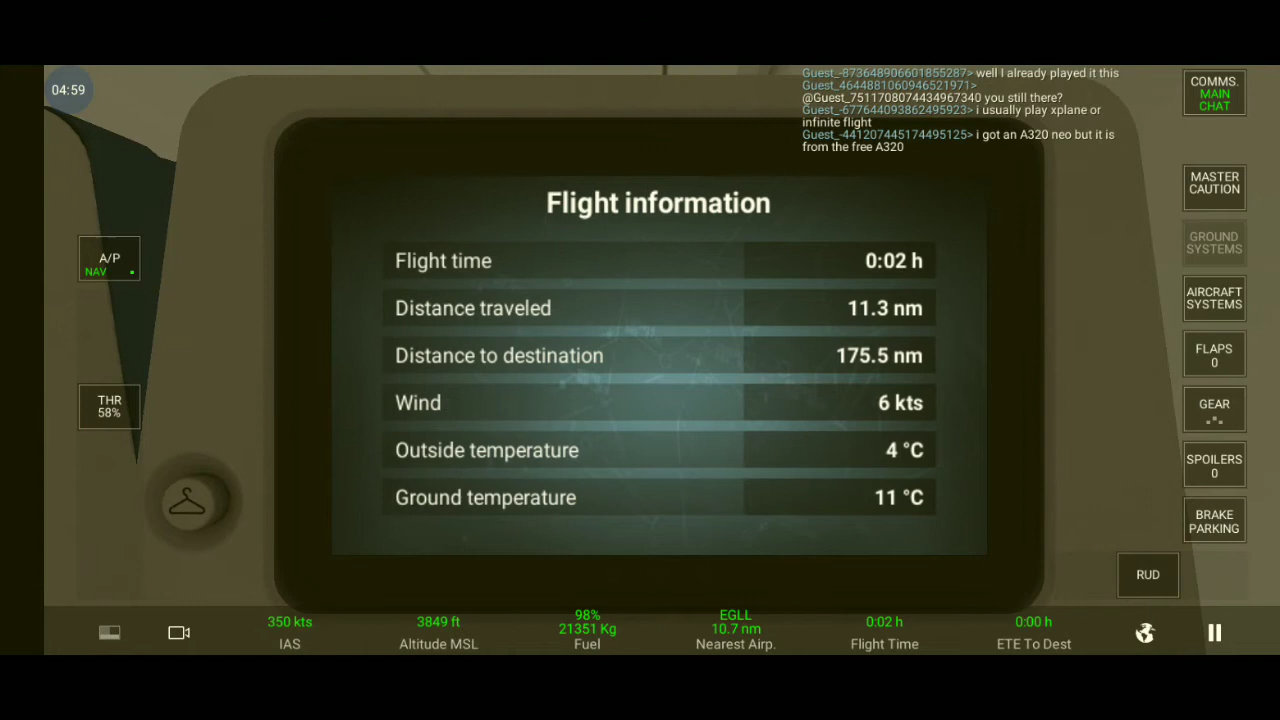 04:59
Guest_-873648906601855287> well I already played it this
Guest_4644881060946521971>
@Guest_7511708074434967340 you still there?
Guest_-677644093862495923> i usually play xplane or
infinite flight
Guest_-441207445174495125> i got an A320 neo but it is
from the free A320
COMMS.
MAIN
CHAT
MASTER
CAUTION
GROUND
SYSTEMS
AIRCRAFT
SYSTEMS
FLAPS
0
GEAR
SPOILERS
0
BRAKE
PARKING
RUD
A/P
NAV
THR
58%
Flight information
Flight time 0:02 h
Distance traveled 11.3 nm
Distance to destination 175.5 nm
Wind 6 kts
Outside temperature 4 °C
Ground temperature 11 °C
350 kts
IAS
3849 ft
Altitude MSL
98%
21351 Kg
Fuel
EGLL
10.7 nm
Nearest Airp.
0:02 h
Flight Time
0:00 h
ETE To Dest